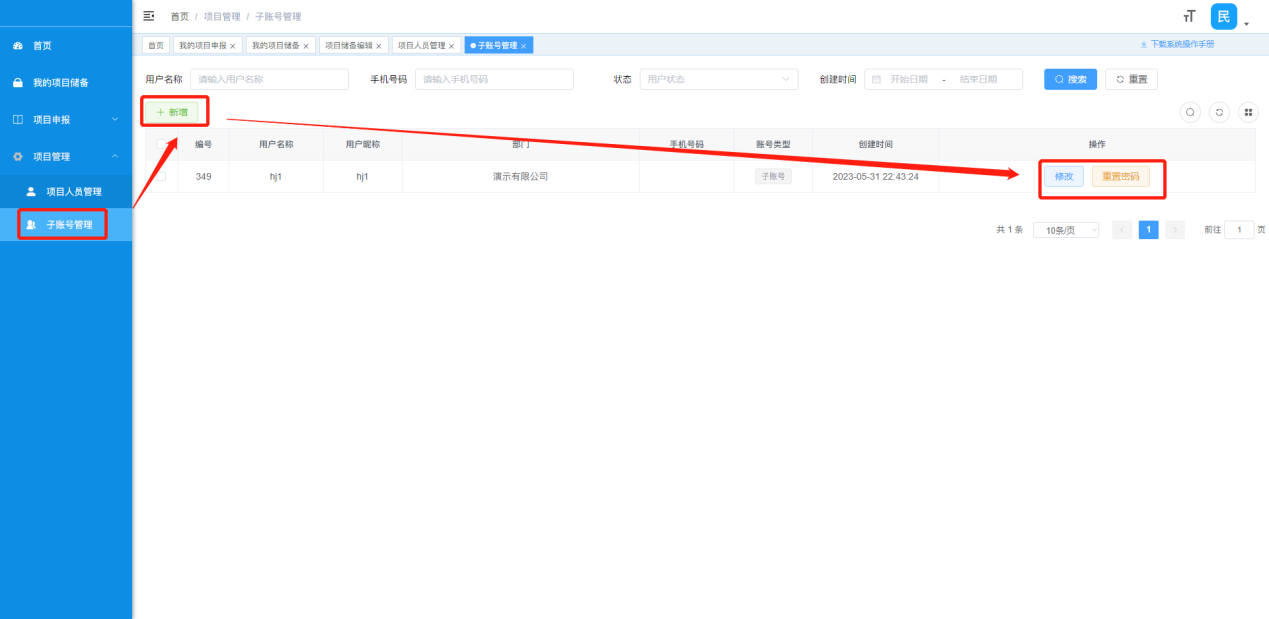 首页 / 项目管理 / 子账号管理
民
首页
我的项目储备
项目申报
项目管理
项目人员管理
子账号管理
首页 我的项目申报 × 我的项目储备 × 项目储备编辑 × 项目人员管理 × 子账号管理 × 下载系统操作手册
用户名称 请输入用户名称 手机号码 请输入手机号码 状态 用户状态 创建时间 开始日期 - 结束日期 搜索 重置
+ 新增
编号 用户名称 用户昵称 部门 手机号码 账号类型 创建时间 操作
349 hj1 hj1 演示有限公司 子账号 2023-05-31 22:43:24 修改 重置密码
共 1 条 10条/页 < 1 > 前往 1 页